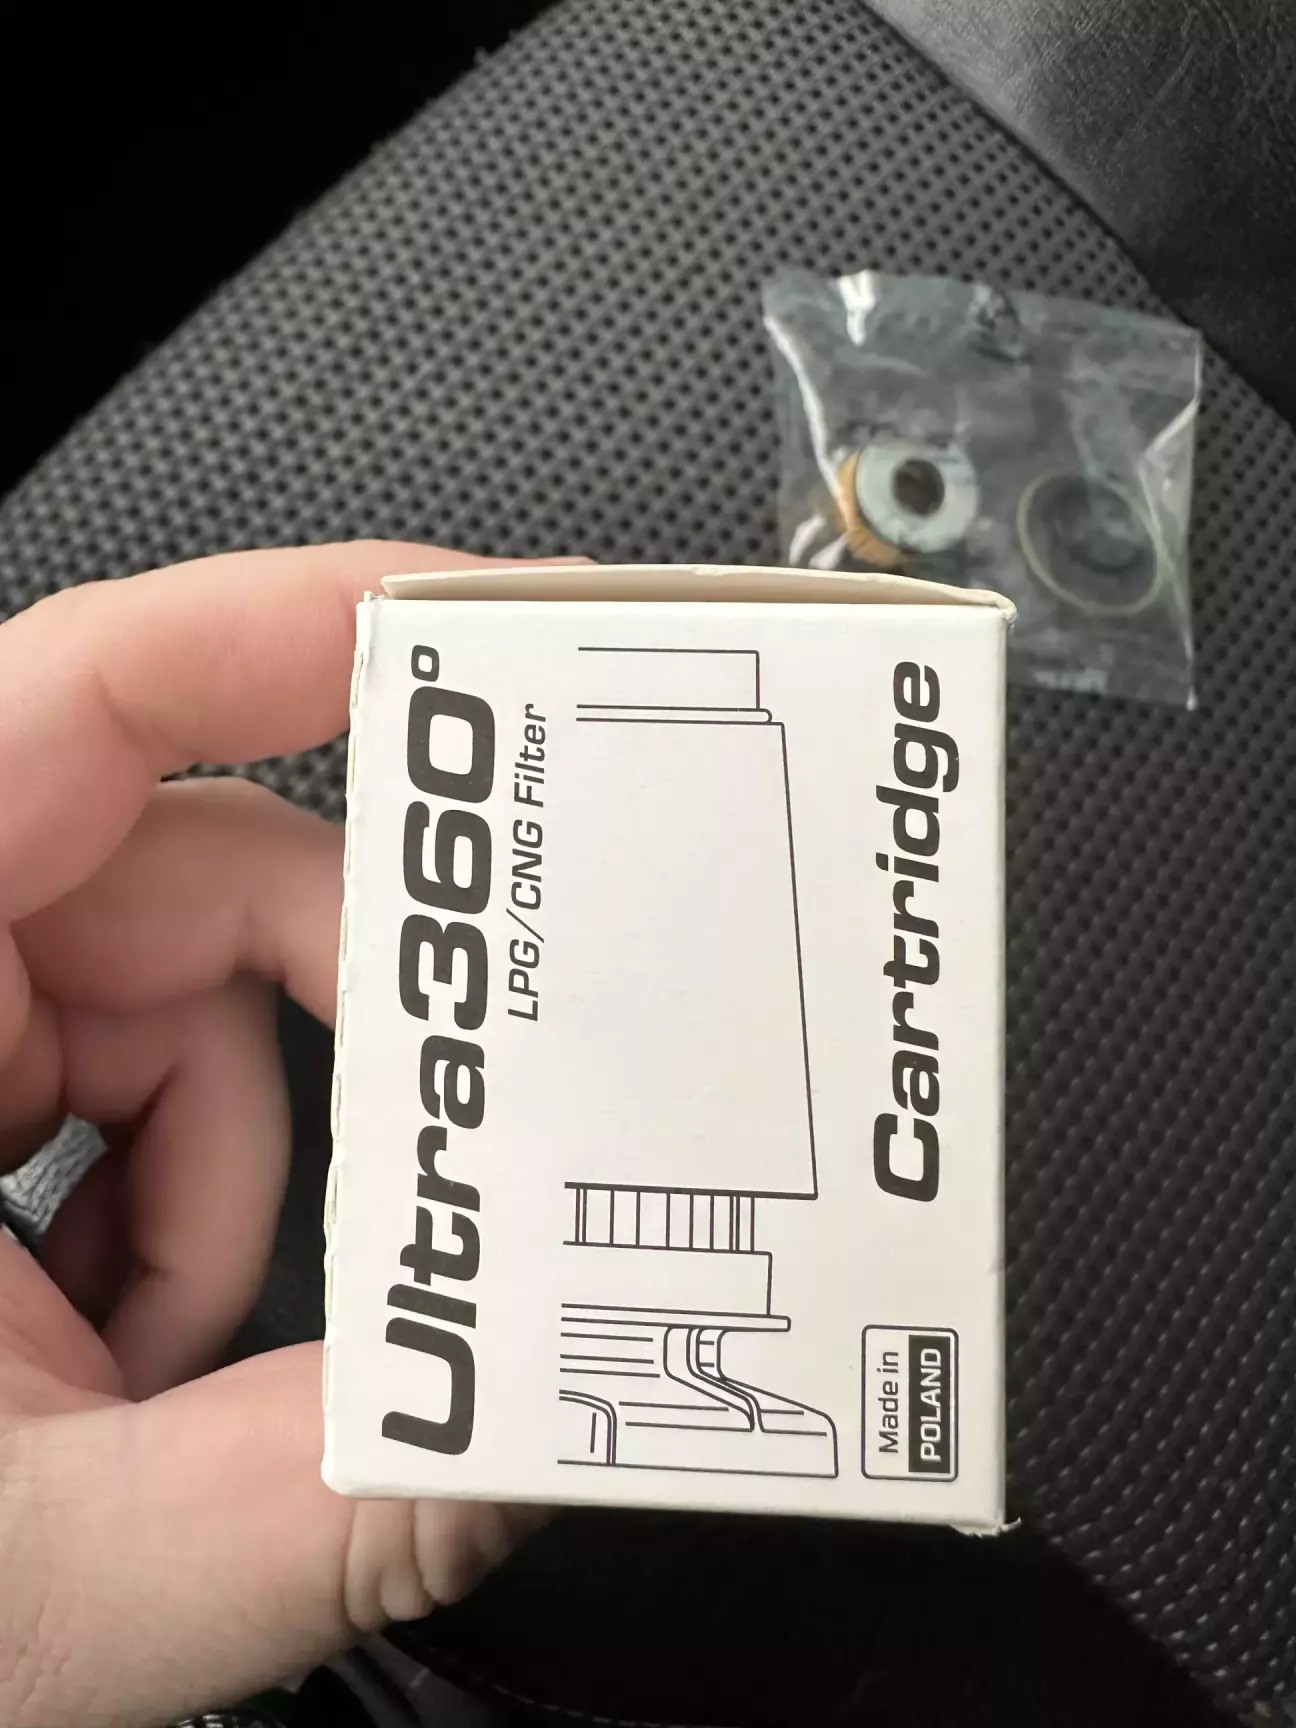 Ultra360°
LPG/CNG Filter
Cartridge
Made in
POLAND